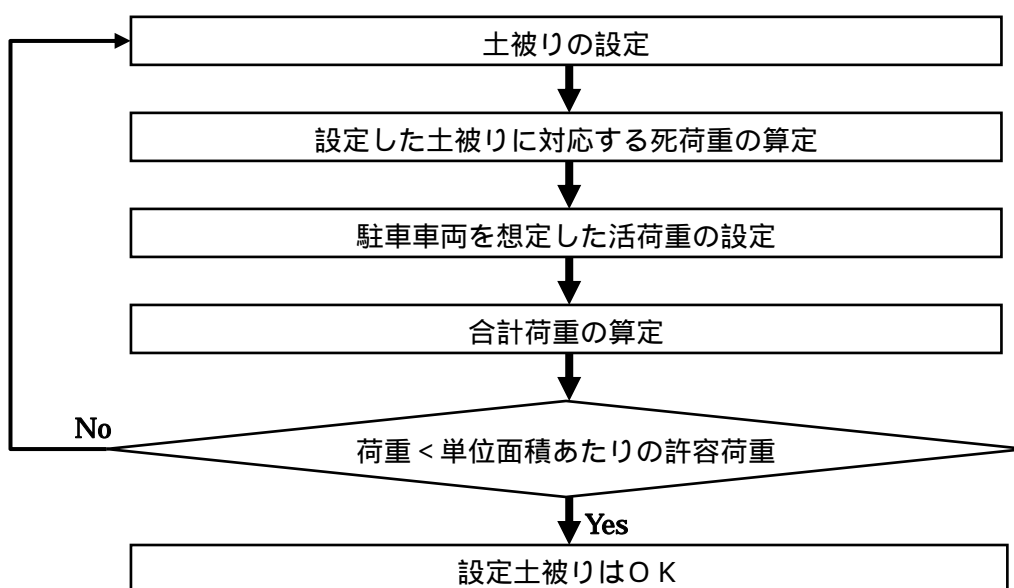 土被りの設定
設定した土被りに対応する死荷重の算定
駐車車両を想定した活荷重の設定
合計荷重の算定
No
荷重＜単位面積あたりの許容荷重
Yes
設定土被りはＯＫ